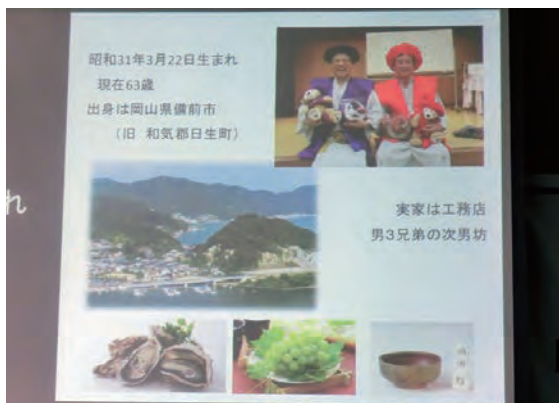 昭和31年3月22日生まれ
現在63歳
出身は岡山県備前市
（旧　和気郡日生町）
れ
実家は工務店
男3兄弟の次男坊